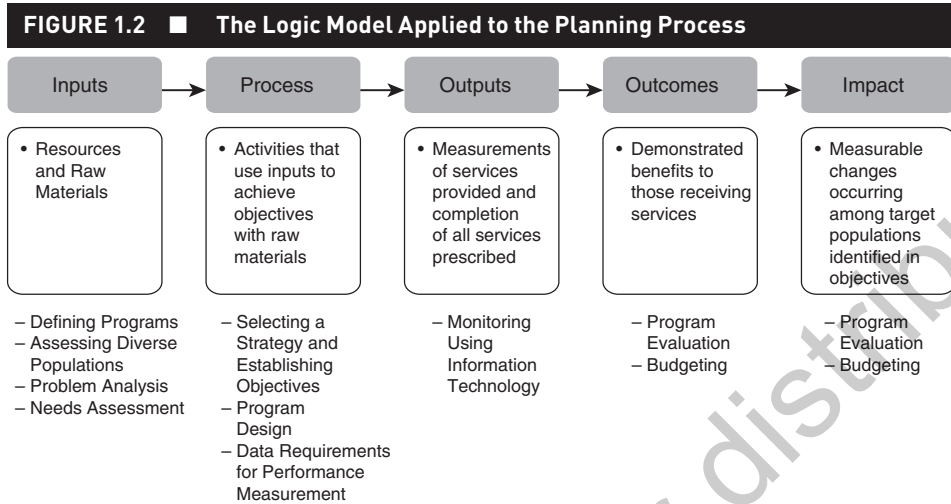 FIGURE 1.2 ■ The Logic Model Applied to the Planning Process
Inputs
Process
Outputs
Outcomes
Impact
• Resources
and Raw
Materials
• Activities that
use inputs to
achieve
objectives
with raw
materials
• Measurements
of services
provided and
completion
of all services
prescribed
• Demonstrated
benefits to
those receiving
services
• Measurable
changes
occurring
among target
populations
identified in
objectives
– Defining Programs
– Assessing Diverse
Populations
– Problem Analysis
– Needs Assessment
– Selecting a
Strategy and
Establishing
Objectives
– Program
Design
– Data Requirements
for Performance
Measurement
– Monitoring
Using
Information
Technology
– Program
Evaluation
– Budgeting
– Program
Evaluation
– Budgeting